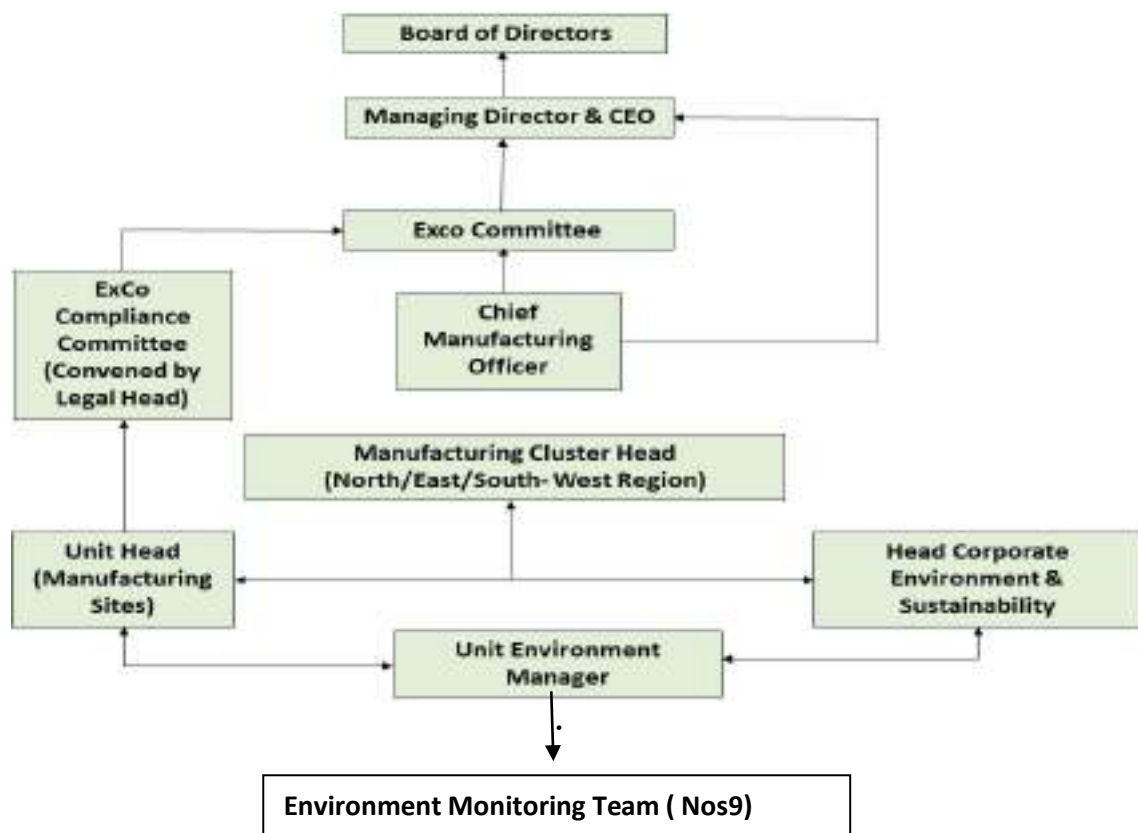 Board of Directors
Managing Director & CEO
Exco Committee
ExCo
Compliance
Committee
(Convened by
Legal Head)
Chief
Manufacturing
Officer
Manufacturing Cluster Head
(North/East/South- West Region)
Unit Head
(Manufacturing
Sites)
Head Corporate
Environment &
Sustainability
Unit Environment
Manager
.
Environment Monitoring Team ( Nos9)